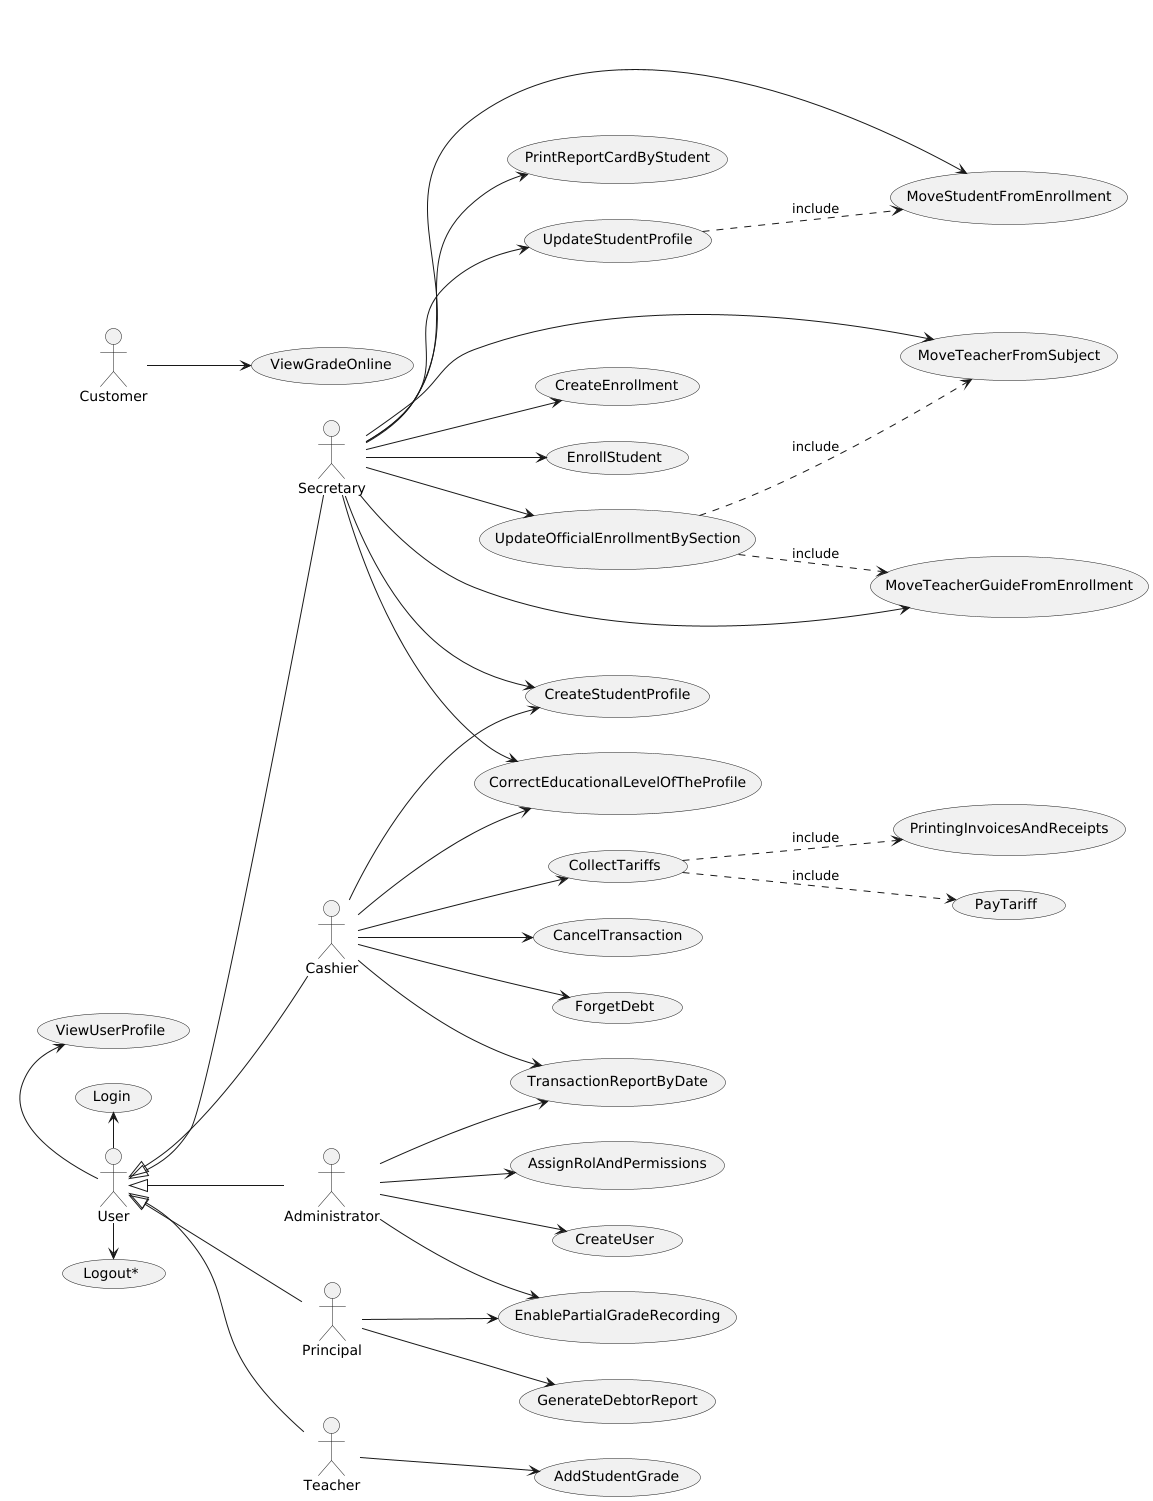 PrintReportCardByStudent
MoveStudentFromEnrollment
include
UpdateStudentProfile
MoveTeacherFromSubject
ViewGradeOnline
Customer
CreateEnrollment
include
EnrollStudent
Secretary
UpdateOfficialEnrollmentBySection
include
MoveTeacherGuideFromEnrollment
CreateStudentProfile
CorrectEducationalLevelOfTheProfile
PrintingInvoicesAndReceipts
include
CollectTariffs
include
PayTariff
CancelTransaction
Cashier
ForgetDebt
ViewUserProfile
TransactionReportByDate
Login
AssignRolAndPermissions
User
Administrator
CreateUser
Logout*
EnablePartialGradeRecording
Principal
GenerateDebtorReport
AddStudentGrade
Teacher